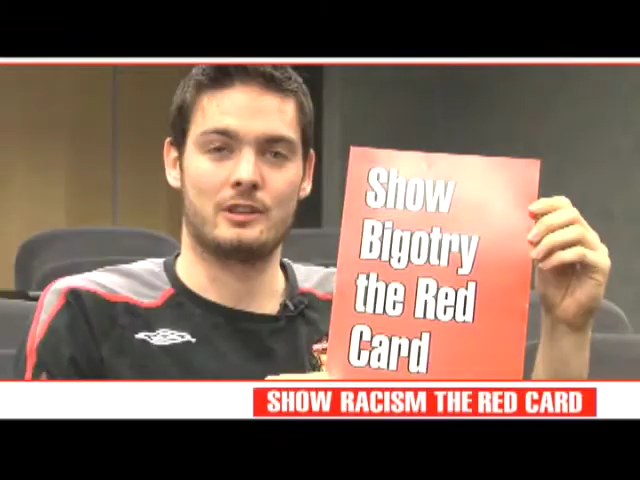 Show
Bigotry
the Red
Card
SHOW RACISM THE RED CARD